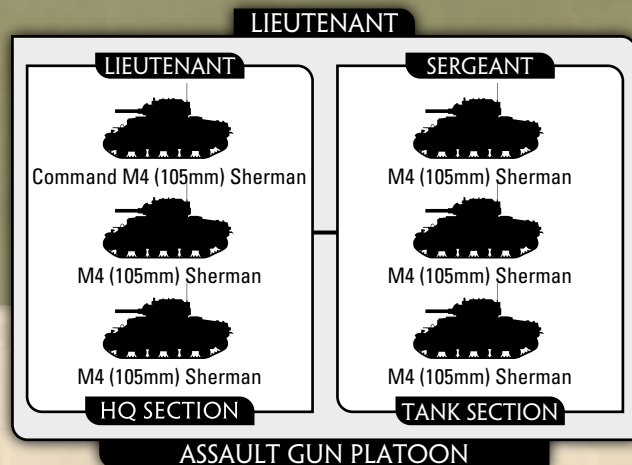 LIEUTENANT
LIEUTENANT
Command M4 (105mm) Sherman
M4 (105mm) Sherman
M4 (105mm) Sherman
HQ SECTION
SERGEANT
M4 (105mm) Sherman
M4 (105mm) Sherman
M4 (105mm) Sherman
TANK SECTION
ASSAULT GUN PLATOON